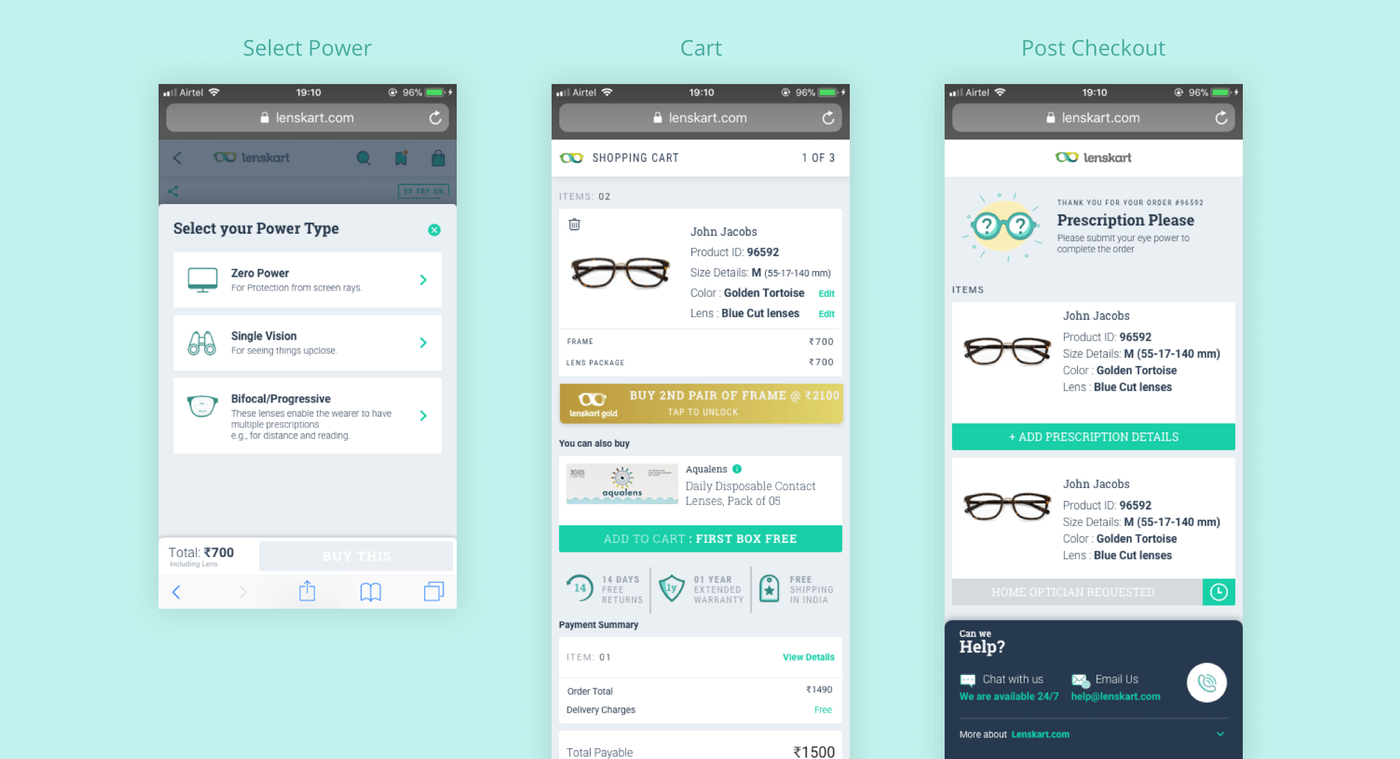 Select Power
Airtel 19:10 96%
lenskart.com
lenskart
3D TRY ON
Select your Power Type
Zero Power
For Protection from screen rays.
Single Vision
For seeing things upclose.
Bifocal/Progressive
These lenses enable the wearer to have
multiple prescriptions
e.g., for distance and reading.
Total: ₹700
Including Lens
BUY THIS
Cart
Airtel 19:10 96%
lenskart.com
SHOPPING CART 1 OF 3
ITEMS: 02
John Jacobs
Product ID: 96592
Size Details: M (55-17-140 mm)
Color : Golden Tortoise Edit
Lens : Blue Cut lenses Edit
FRAME ₹700
LENS PACKAGE ₹700
lenskart gold
BUY 2ND PAIR OF FRAME @ ₹2100
TAP TO UNLOCK
You can also buy
aqualens
Aqualens
Daily Disposable Contact
Lenses, Pack of 05
ADD TO CART : FIRST BOX FREE
14
14 DAYS
FREE
RETURNS
1y
01 YEAR
EXTENDED
WARRANTY
FREE
SHIPPING
IN INDIA
Payment Summary
ITEM: 01 View Details
Order Total ₹1490
Delivery Charges Free
Total Payable ₹1500
Post Checkout
Airtel 19:10 96%
lenskart.com
lenskart
? ?
THANK YOU FOR YOUR ORDER #96592
Prescription Please
Please submit your eye power to
complete the order
ITEMS
John Jacobs
Product ID: 96592
Size Details: M (55-17-140 mm)
Color : Golden Tortoise
Lens : Blue Cut lenses
+ ADD PRESCRIPTION DETAILS
John Jacobs
Product ID: 96592
Size Details: M (55-17-140 mm)
Color : Golden Tortoise
Lens : Blue Cut lenses
HOME OPTICIAN REQUESTED
Can we
Help?
Chat with us
We are available 24/7
Email Us
help@lenskart.com
More about Lenskart.com